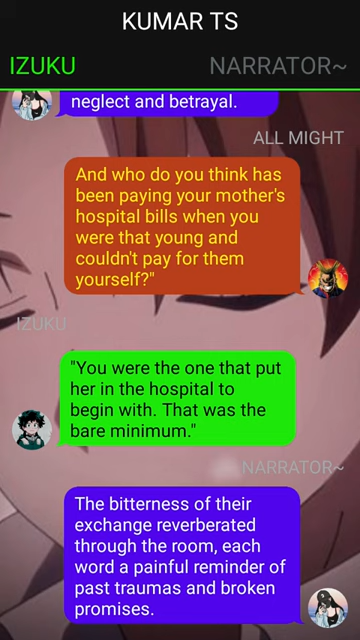 KUMAR TS
IZUKU
NARRATOR~
neglect and betrayal.
ALL MIGHT
And who do you think has
been paying your mother's
hospital bills when you
were that young and
couldn't pay for them
yourself?"
IZUKU
"You were the one that put
her in the hospital to
begin with. That was the
bare minimum."
NARRATOR~
The bitterness of their
exchange reverberated
through the room, each
word a painful reminder of
past traumas and broken
promises.